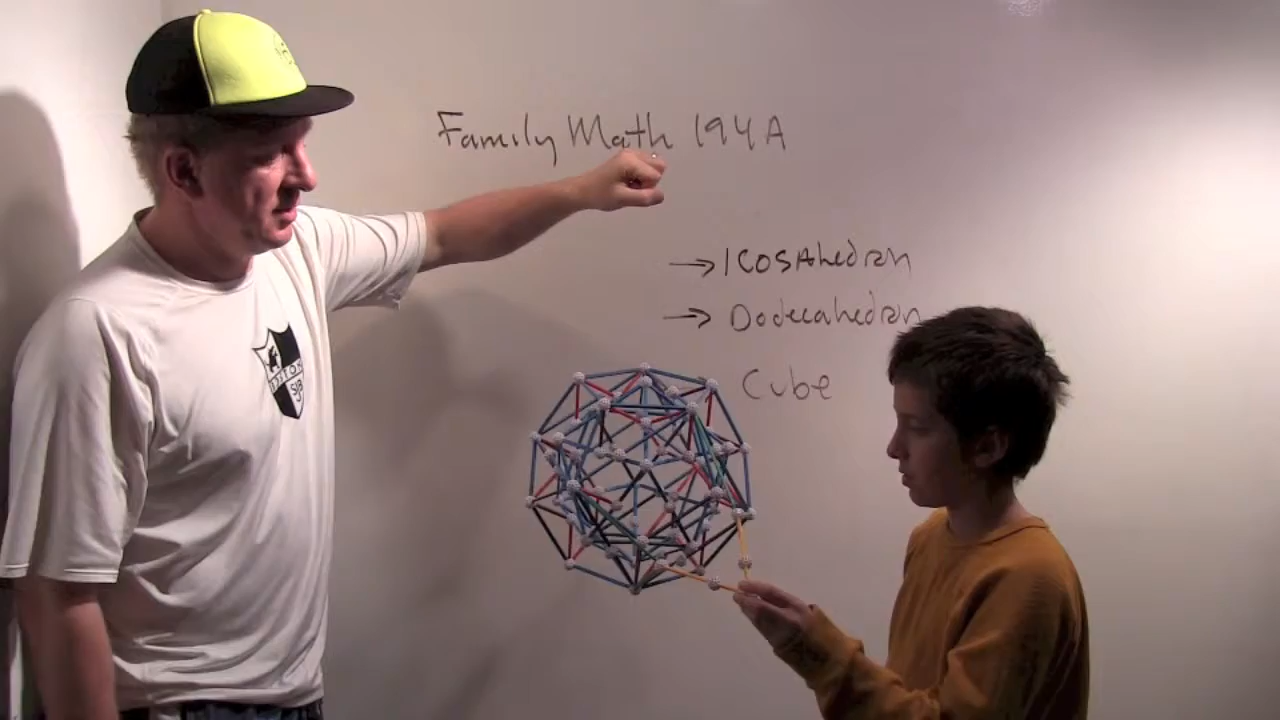 Family Math 194A
→ Icosahedron
→ Dodecahedron
Cube